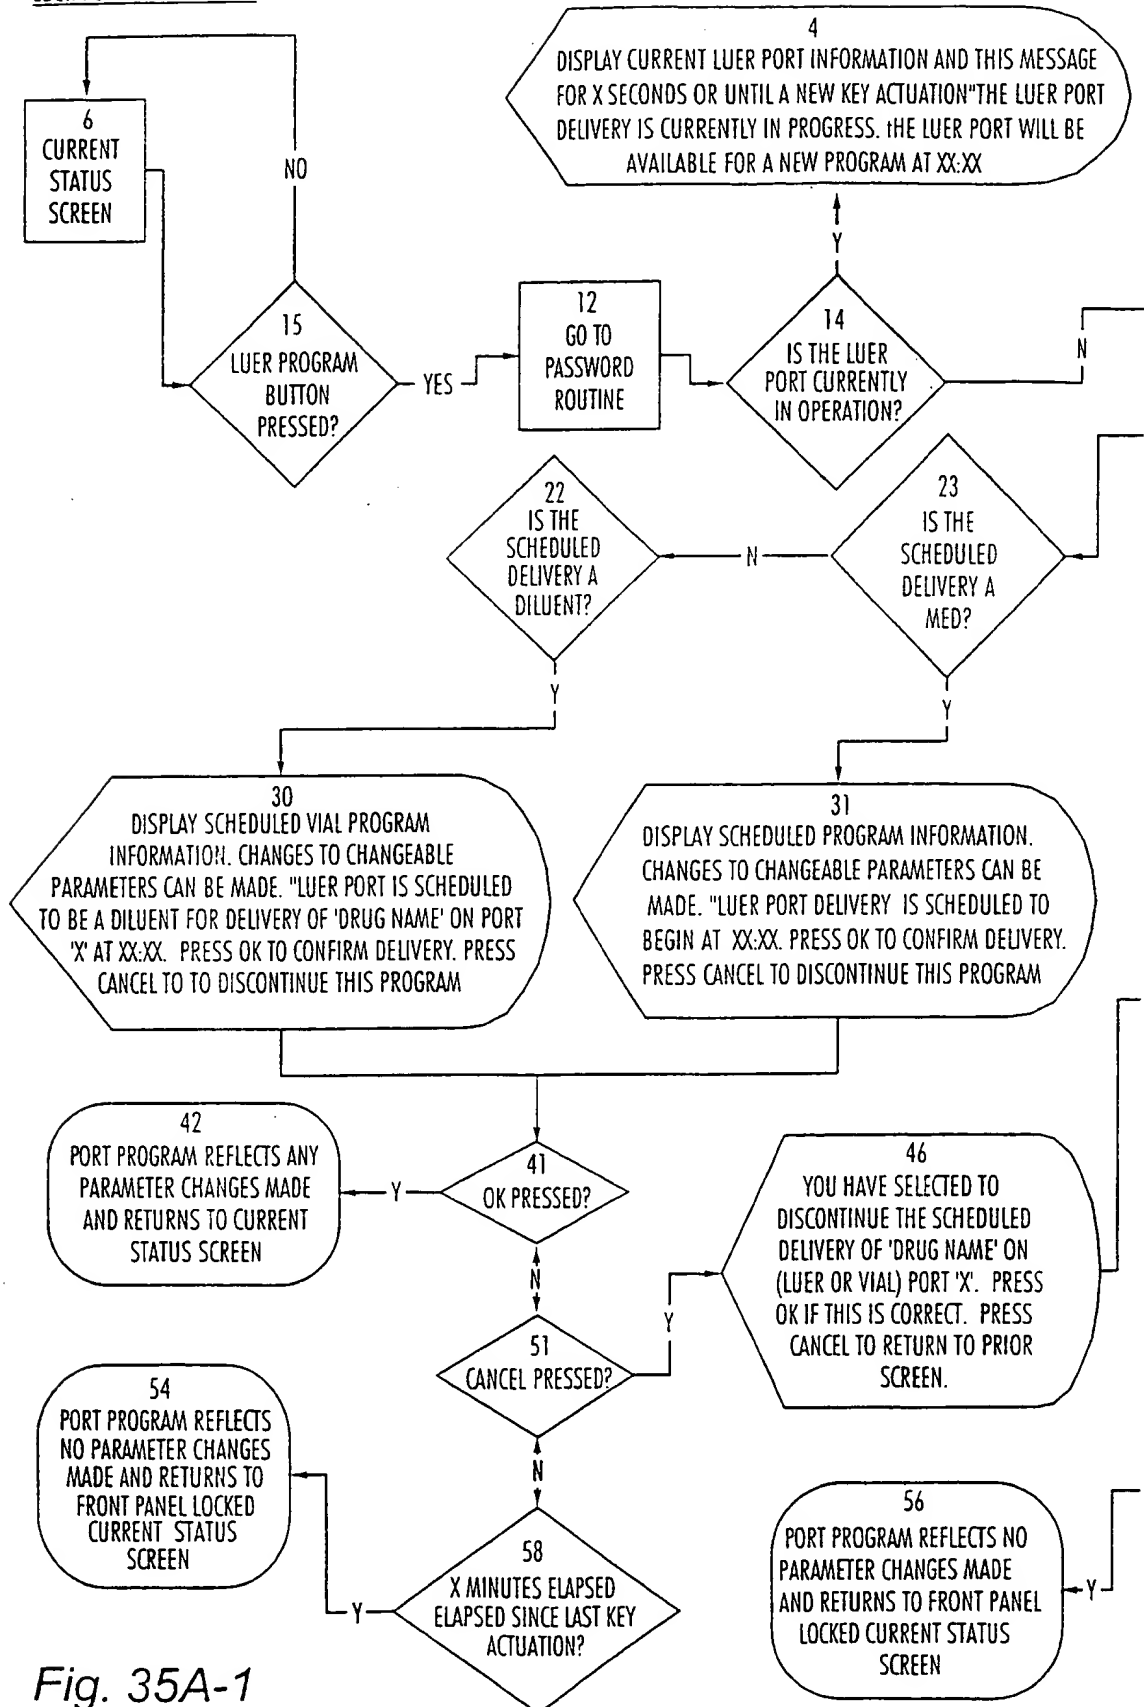 4
DISPLAY CURRENT LUER PORT INFORMATION AND THIS MESSAGE
FOR X SECONDS OR UNTIL A NEW KEY ACTUATION"THE LUER PORT
DELIVERY IS CURRENTLY IN PROGRESS. tHE LUER PORT WILL BE
AVAILABLE FOR A NEW PROGRAM AT XX:XX
6
CURRENT
STATUS
SCREEN
NO
Y
15
LUER PROGRAM
BUTTON
PRESSED?
YES
12
GO TO
PASSWORD
ROUTINE
14
IS THE LUER
PORT CURRENTLY
IN OPERATION?
N
22
IS THE
SCHEDULED
DELIVERY A
DILUENT?
N
23
IS THE
SCHEDULED
DELIVERY A
MED?
Y
Y
30
DISPLAY SCHEDULED VIAL PROGRAM
INFORMATION. CHANGES TO CHANGEABLE
PARAMETERS CAN BE MADE. "LUER PORT IS SCHEDULED
TO BE A DILUENT FOR DELIVERY OF 'DRUG NAME' ON PORT
'X' AT XX:XX. PRESS OK TO CONFIRM DELIVERY. PRESS
CANCEL TO TO DISCONTINUE THIS PROGRAM
31
DISPLAY SCHEDULED PROGRAM INFORMATION.
CHANGES TO CHANGEABLE PARAMETERS CAN BE
MADE. "LUER PORT DELIVERY IS SCHEDULED TO
BEGIN AT XX:XX. PRESS OK TO CONFIRM DELIVERY.
PRESS CANCEL TO DISCONTINUE THIS PROGRAM
42
PORT PROGRAM REFLECTS ANY
PARAMETER CHANGES MADE
AND RETURNS TO CURRENT
STATUS SCREEN
Y
41
OK PRESSED?
N
46
YOU HAVE SELECTED TO
DISCONTINUE THE SCHEDULED
DELIVERY OF 'DRUG NAME' ON
(LUER OR VIAL) PORT 'X'. PRESS
OK IF THIS IS CORRECT. PRESS
CANCEL TO RETURN TO PRIOR
SCREEN.
51
CANCEL PRESSED?
Y
N
54
PORT PROGRAM REFLECTS
NO PARAMETER CHANGES
MADE AND RETURNS TO
FRONT PANEL LOCKED
CURRENT STATUS
SCREEN
58
X MINUTES ELAPSED
ELAPSED SINCE LAST KEY
ACTUATION?
Y
56
PORT PROGRAM REFLECTS NO
PARAMETER CHANGES MADE
AND RETURNS TO FRONT PANEL
LOCKED CURRENT STATUS
SCREEN
Y
Fig. 35A-1